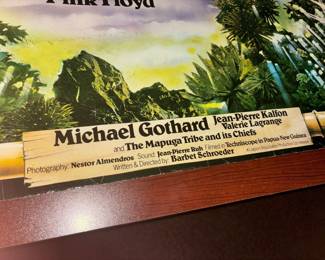 Pink Floyd
Michael Gothard Jean-Pierre Kalfon
Valerie Lagrange
and The Mapuga Tribe and its Chiefs
Photography: Nestor Almendros Sound: Jean-Pierre Ruh Filmed in Techniscope in Papua New Guinea
Written & Directed by Barbet Schroeder